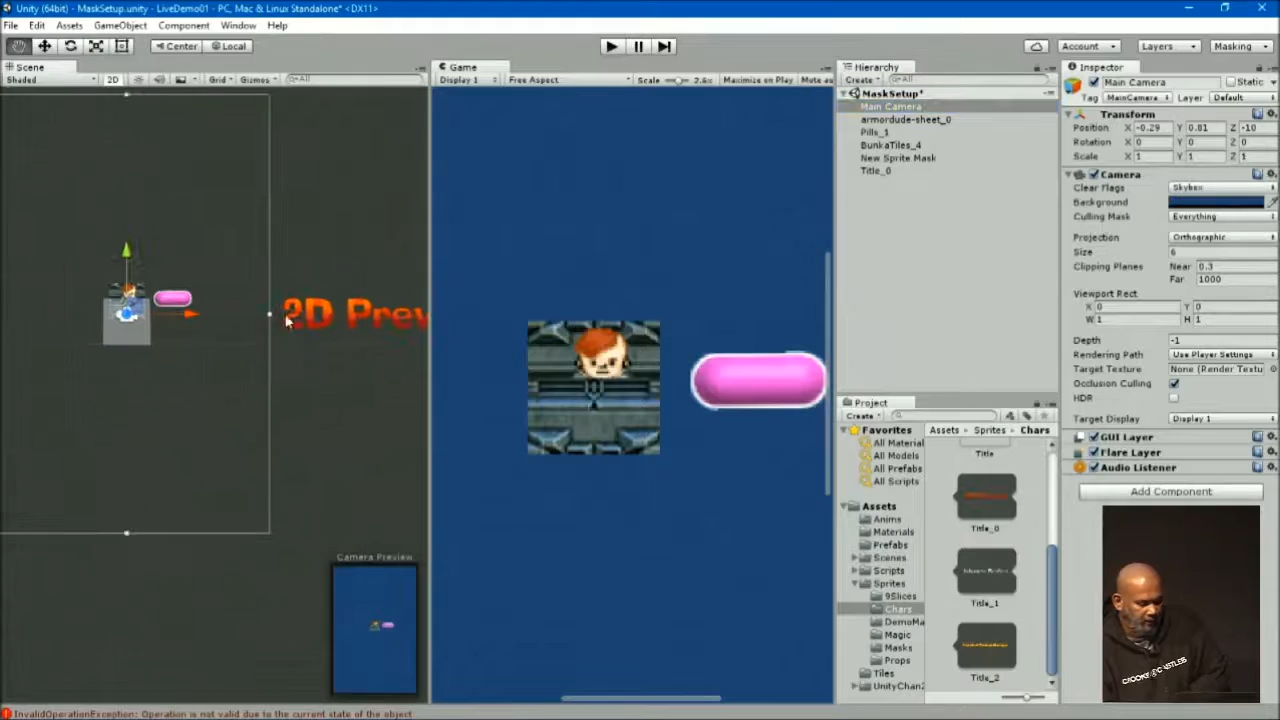 Unity (64bit) - MaskSetup.unity - LiveDemo01 - PC, Mac & Linux Standalone* <DX11>
File Edit Assets GameObject Component Window Help
Center Local Account Layers Masking
Scene
Shaded 2D Grid Gizmos All
Game
Display 1 Free Aspect Scale 2.6x Maximize on Play Mute as
2D Prev
Camera Preview
Hierarchy
Create All
MaskSetup*
Main Camera
armordude-sheet_0
Pills_1
BunkaTiles_4
New Sprite Mask
Title_0
Project
Create
Favorites
All Material
All Models
All Prefabs
All Scripts
Assets
Anims
Materials
Prefabs
Scenes
Scripts
Sprites
9Slices
Chars
DemoMa
Magic
Masks
Props
Tiles
UnityChan2
Assets Sprites Chars
Title
Title_0
Title_1
Title_2
Inspector
Main Camera Static
Tag MainCamera Layer Default
Transform
Position X -0.29 Y 0.81 Z -10
Rotation X 0 Y 0 Z 0
Scale X 1 Y 1 Z 1
Camera
Clear Flags Skybox
Background
Culling Mask Everything
Projection Orthographic
Size 6
Clipping Planes Near 0.3
Far 1000
Viewport Rect
X 0 Y 0
W 1 H 1
Depth -1
Rendering Path Use Player Settings
Target Texture None (Render Textu
Occlusion Culling
HDR
Target Display Display 1
GUI Layer
Flare Layer
Audio Listener
Add Component
InvalidOperationException: Operation is not valid due to the current state of the object